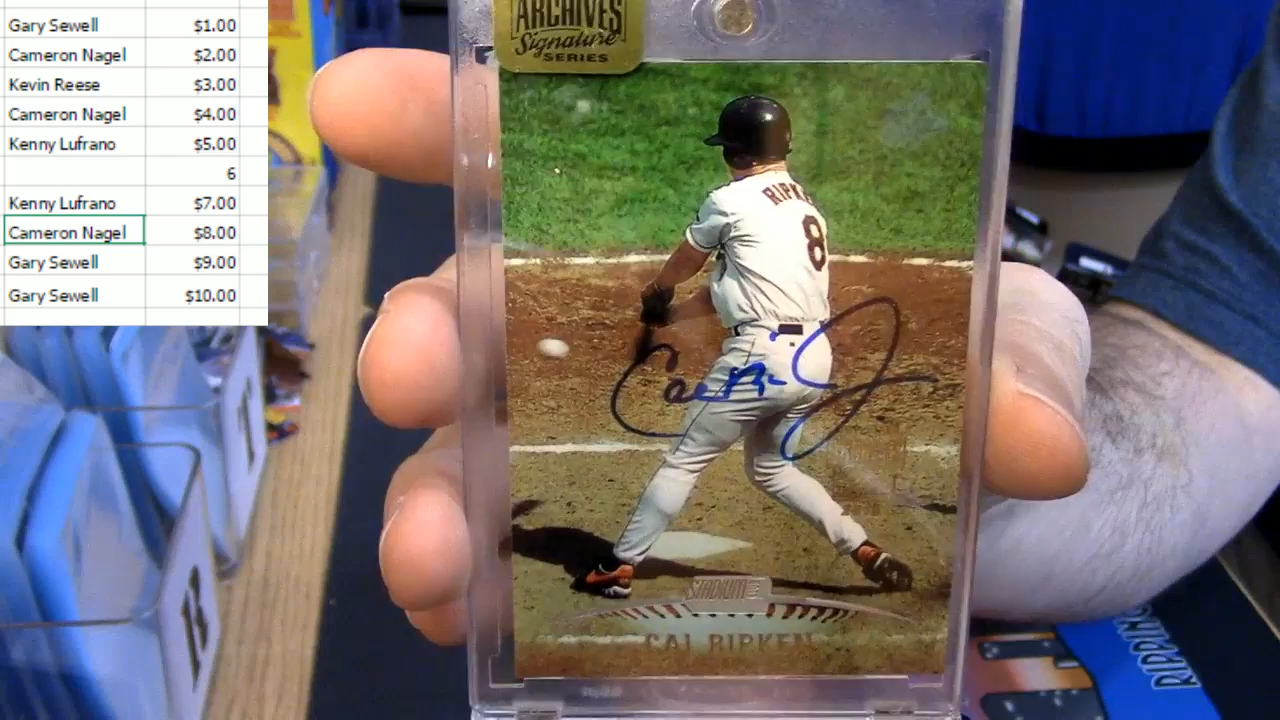 Gary Sewell $1.00
Cameron Nagel $2.00
Kevin Reese $3.00
Cameron Nagel $4.00
Kenny Lufrano $5.00
6
Kenny Lufrano $7.00
Cameron Nagel $8.00
Gary Sewell $9.00
Gary Sewell $10.00
ARCHIVES
Signature
SERIES
RIPKE
8
STADIUM
CAL RIPKEN
RIPPIN